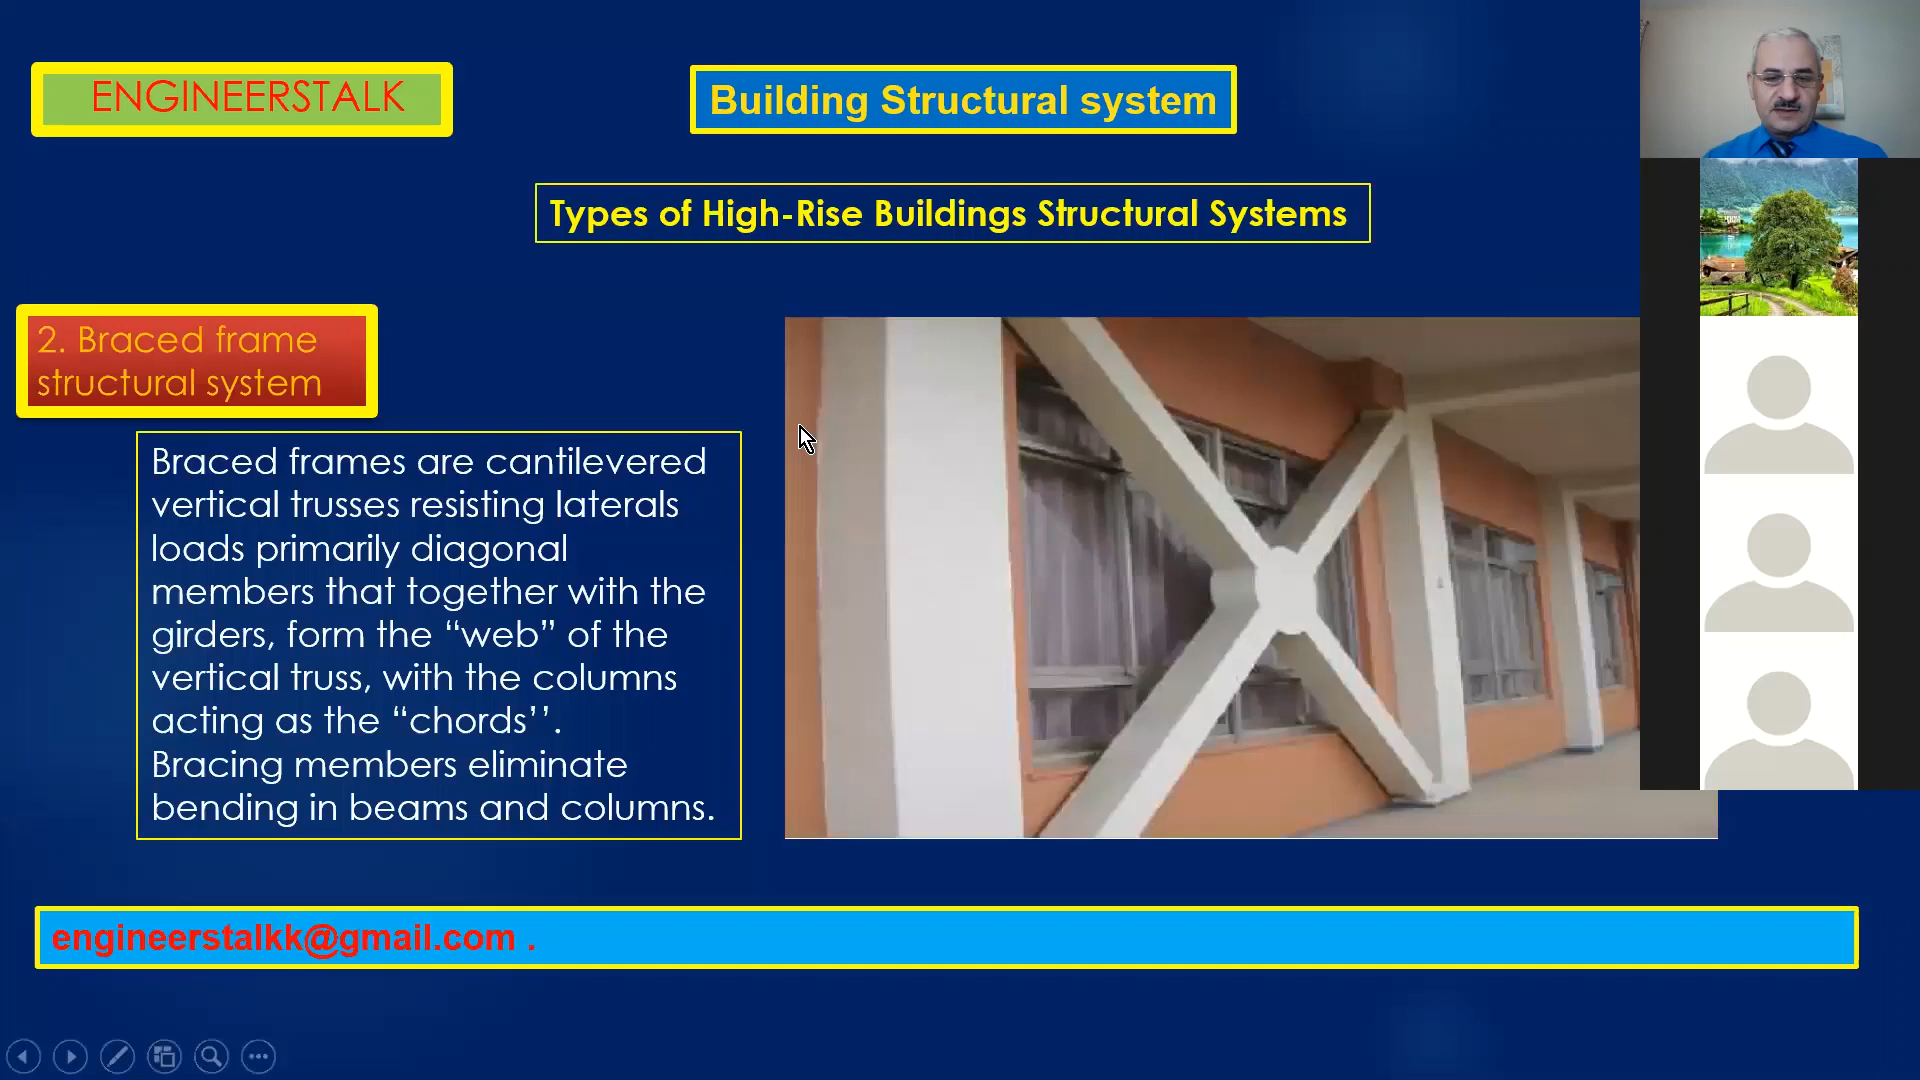 ENGINEERSTALK
Building Structural system
Types of High-Rise Buildings Structural Systems
2. Braced frame
structural system
Braced frames are cantilevered
vertical trusses resisting laterals
loads primarily diagonal
members that together with the
girders, form the “web” of the
vertical truss, with the columns
acting as the “chords’’.
Bracing members eliminate
bending in beams and columns.
engineerstalkk@gmail.com .